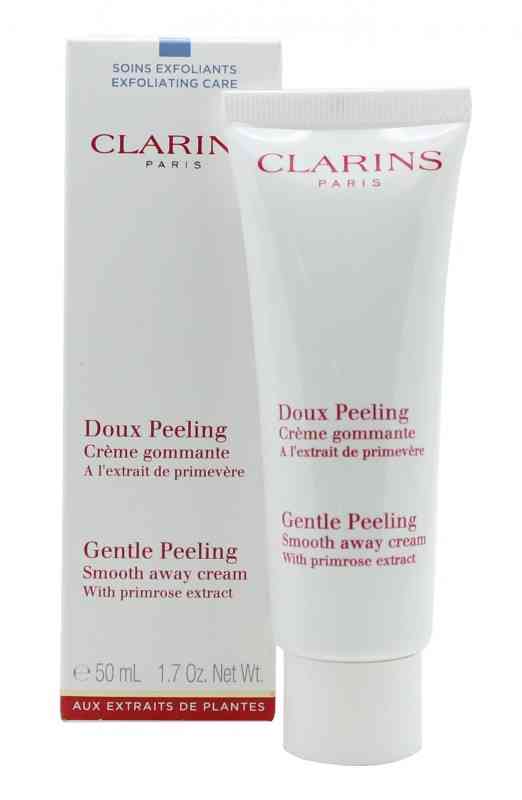 SOINS EXFOLIANTS
EXFOLIATING CARE
CLARIN
PARIS
Doux Peeling
Crème gommante
A l'extrait de primevère
Gentle Peeling
Smooth away cream
With primrose extract
℮ 50 mL 1.7 Oz. Net Wt.
AUX EXTRAITS DE PLANTES
CLARINS
PARIS
Doux Peeling
Crème gommante
A l'extrait de primevère
Gentle Peeling
Smooth away cream
With primrose extract